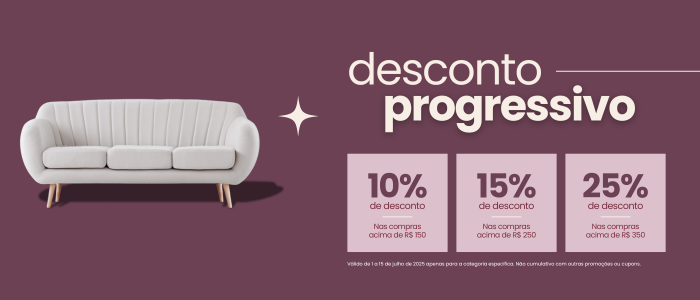 desconto
progressivo
10%
de desconto
Nas compras
acima de R$ 150
15%
de desconto
Nas compras
acima de R$ 250
25%
de desconto
Nas compras
acima de R$ 350
Válido de 1 a 15 de julho de 2025 apenas para a categoria específica. Não cumulativo com outras promoções ou cupons.